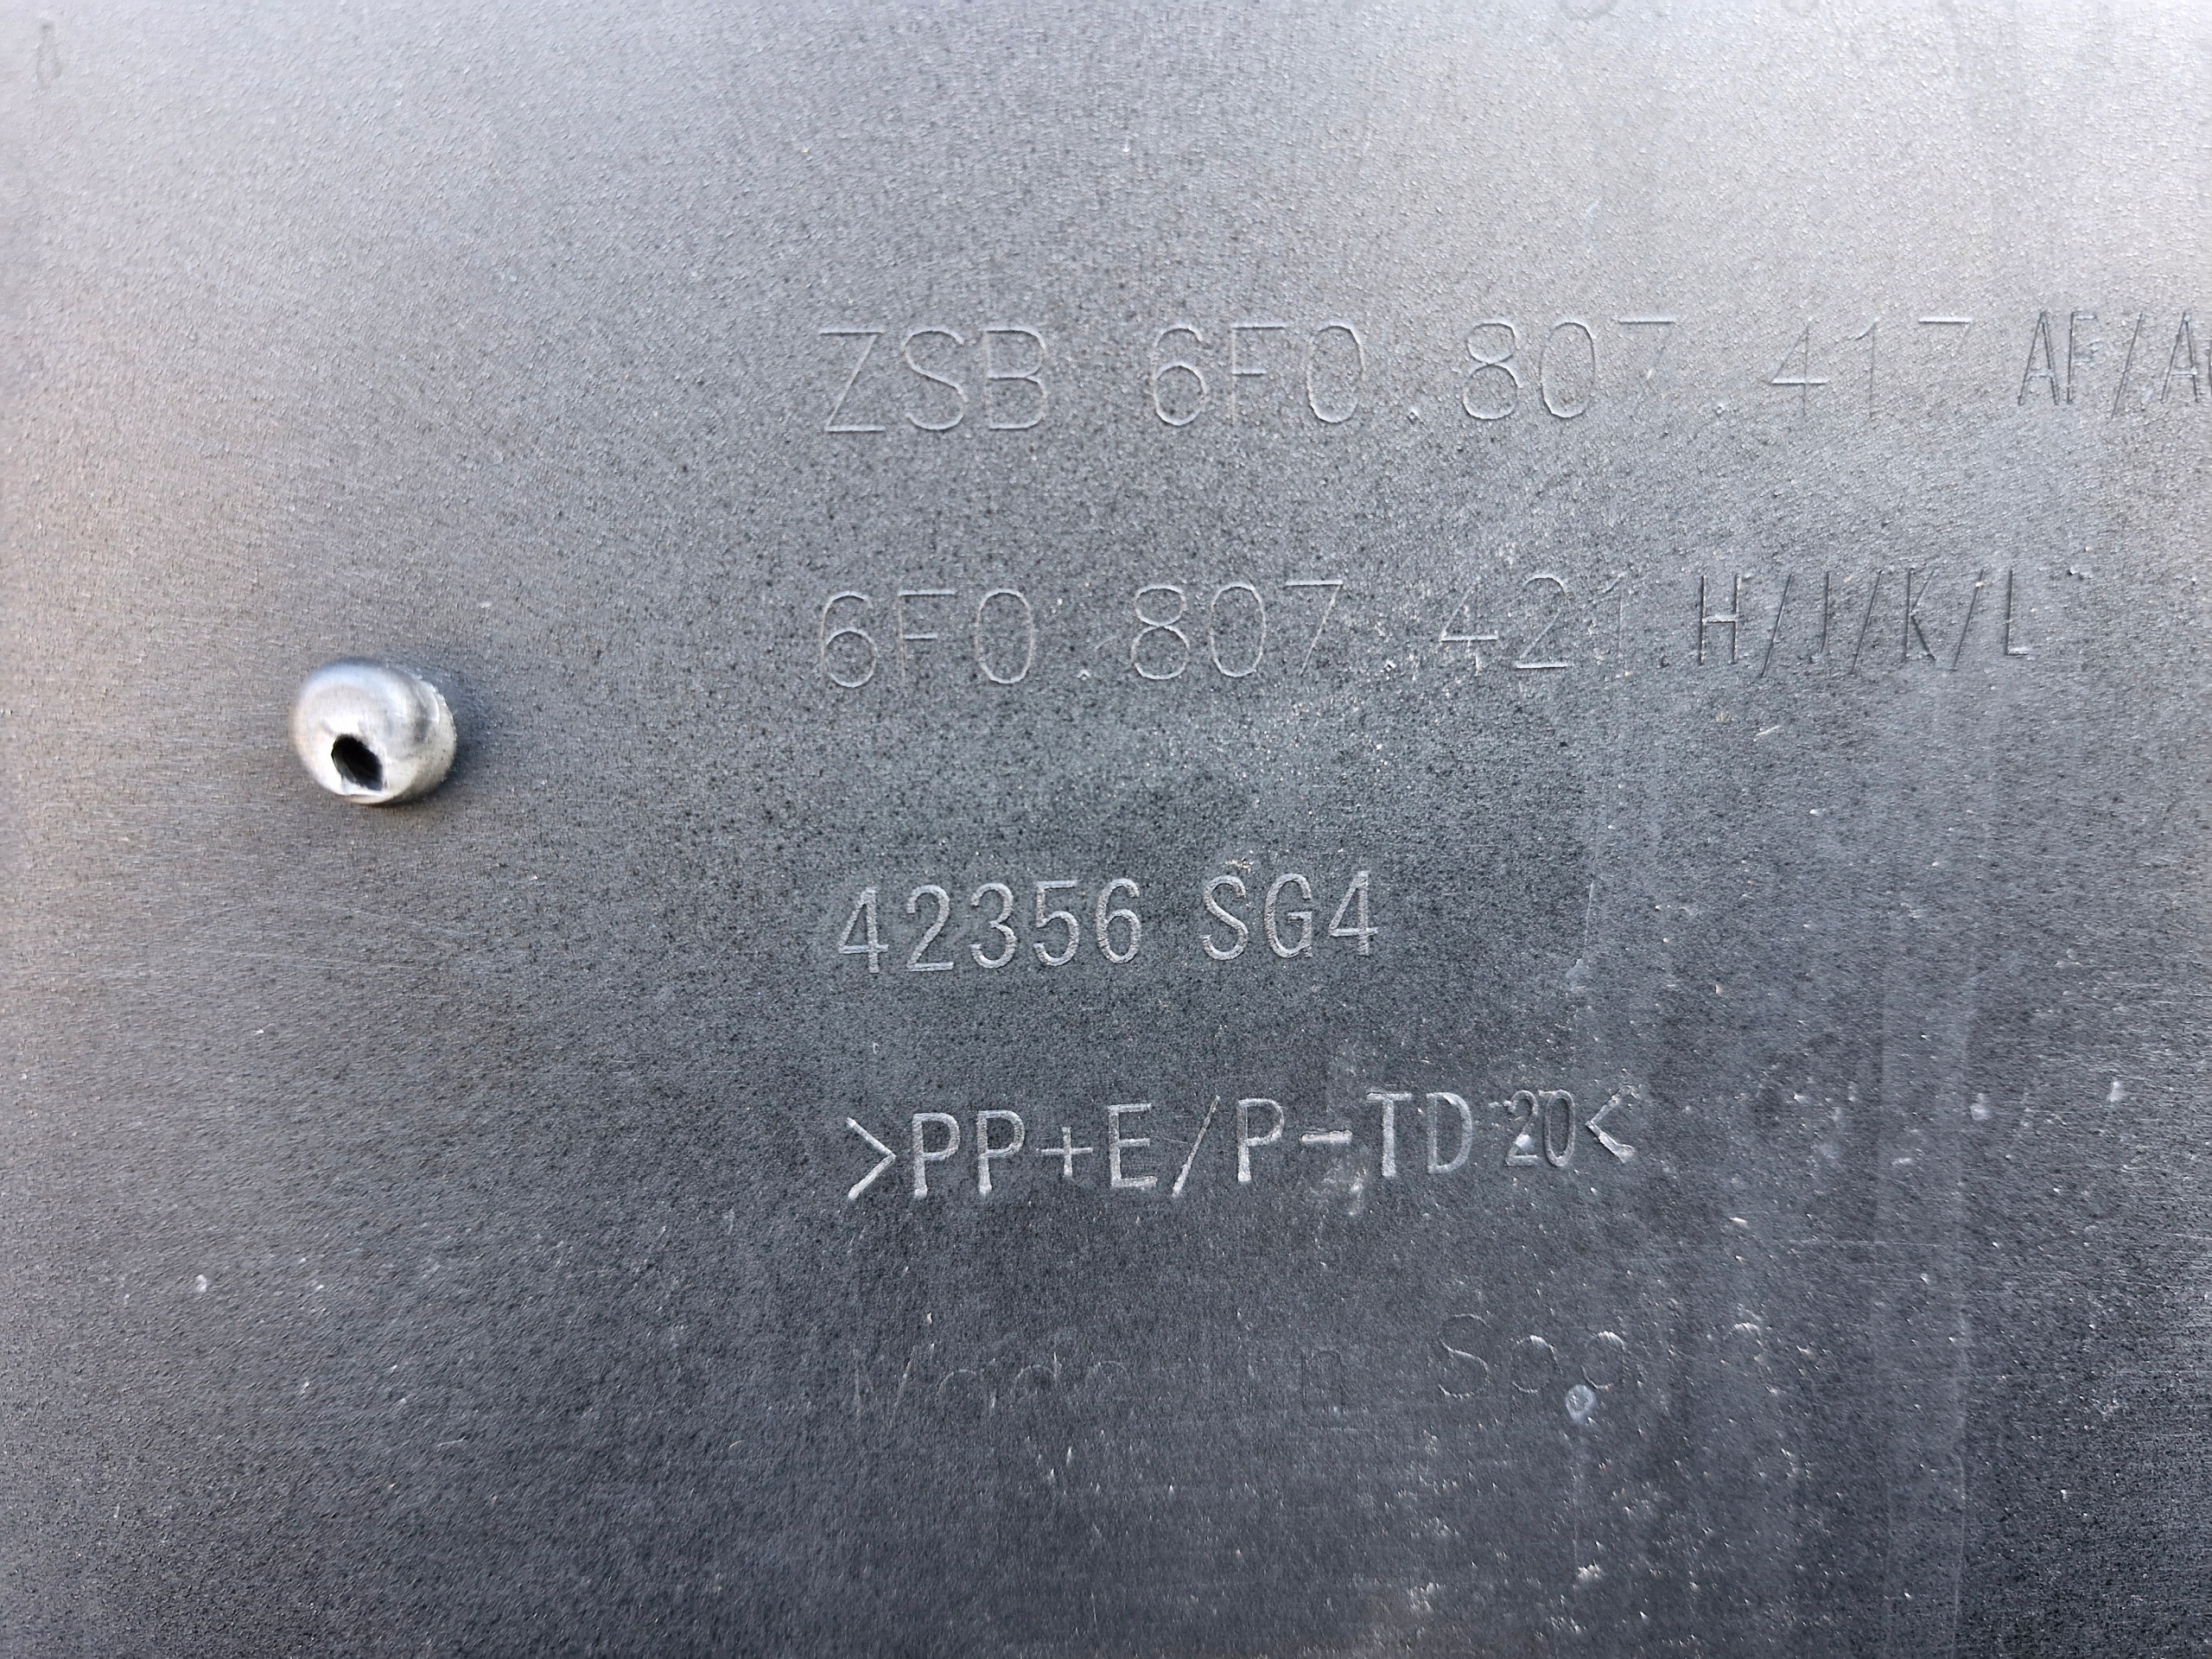 ZSB 6F0.807.417 AF/A
6F0.807.421.H/J/K/L
42356 SG4
>PP+E/P-TD20<